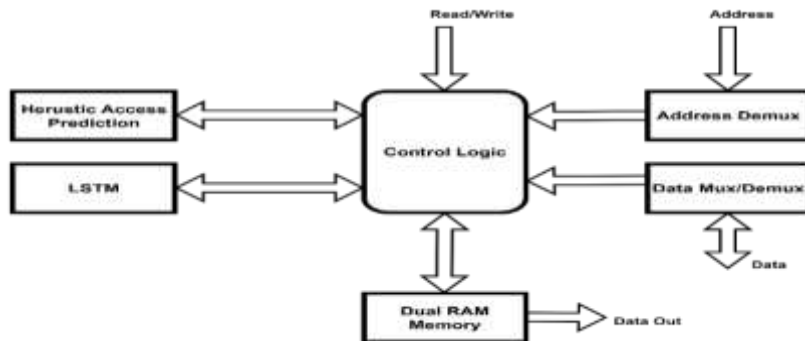 Read/Write
Address
Herustic Access
Prediction
Control Logic
Address Demux
LSTM
Data Mux/Demux
Data
Dual RAM
Memory
Data Out